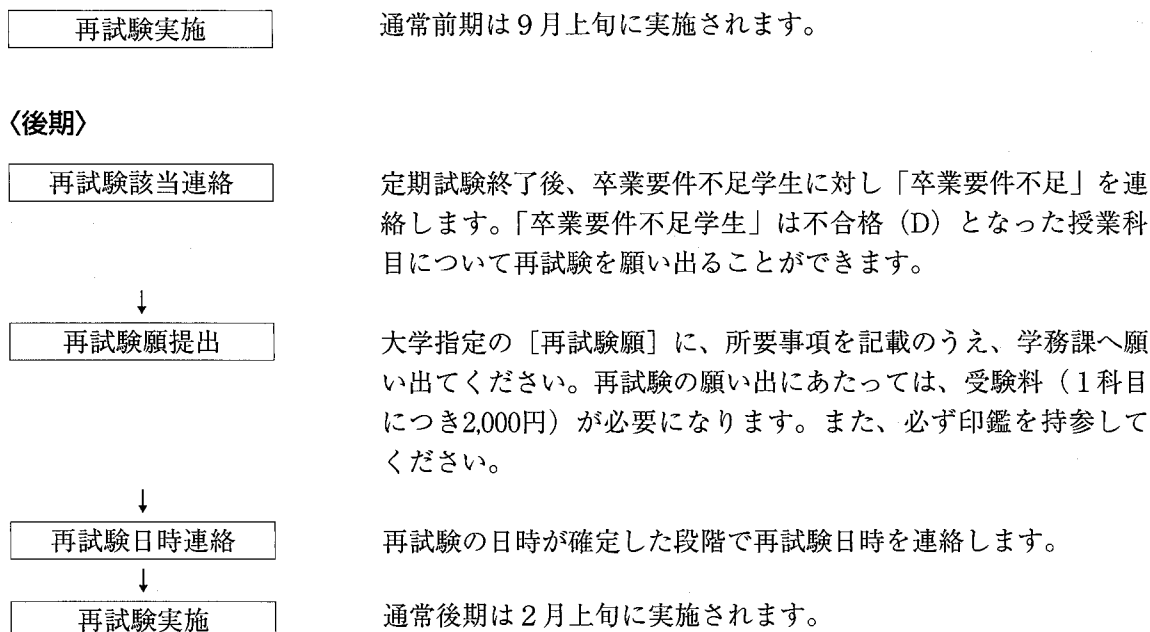 再試験実施
通常前期は9月上旬に実施されます。
〈後期〉
再試験該当連絡
定期試験終了後、卒業要件不足学生に対し「卒業要件不足」を連
絡します。「卒業要件不足学生」は不合格(D)となった授業科
目について再試験を願い出ることができます。
↓
再試験願提出
大学指定の[再試験願]に、所要事項を記載のうえ、学務課へ願
い出てください。再試験の願い出にあたっては、受験料(1科目
につき2,000円)が必要になります。また、必ず印鑑を持参して
ください。
↓
再試験日時連絡
再試験の日時が確定した段階で再試験日時を連絡します。
↓
再試験実施
通常後期は2月上旬に実施されます。